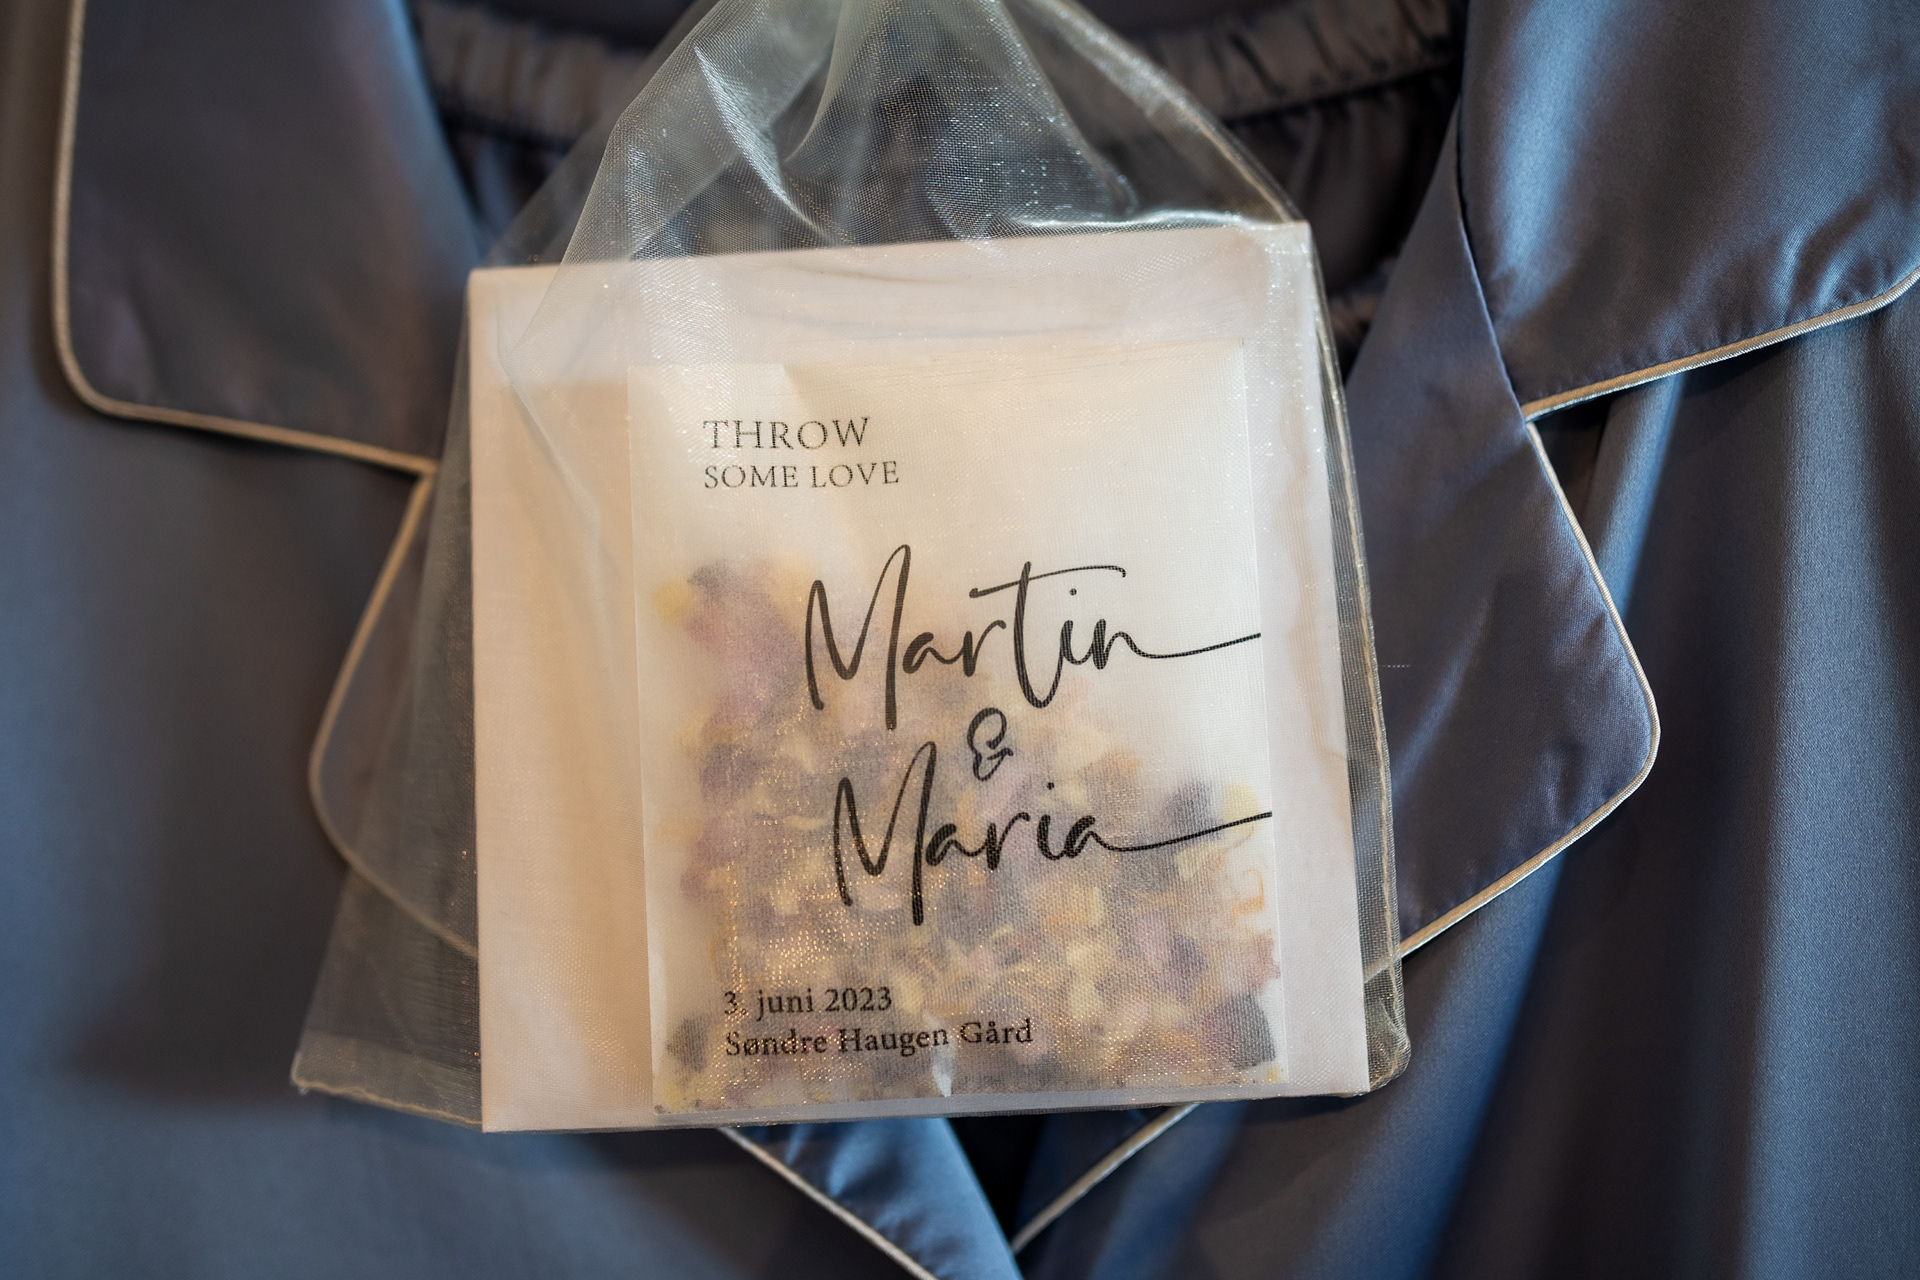 THROW
SOME LOVE
Martin
&
Maria
3. juni 2023
Søndre Haugen Gård